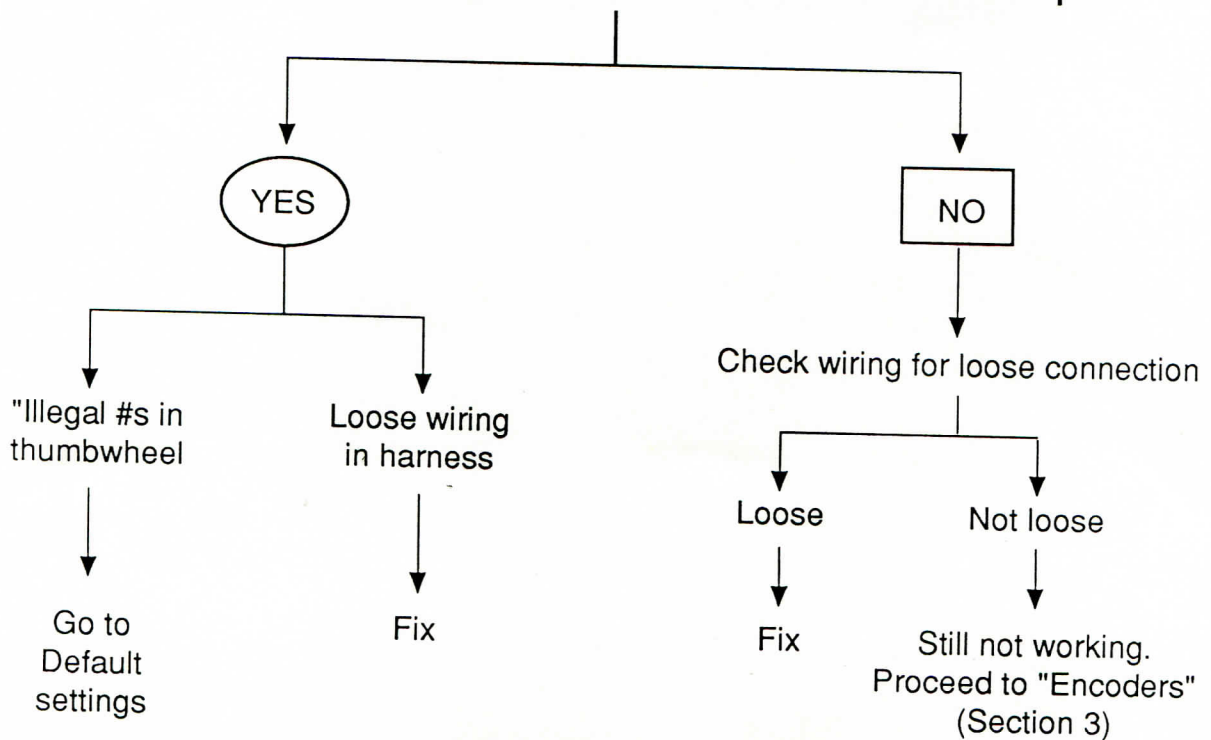 YES
NO
Check wiring for loose connection
"Illegal #s in
thumbwheel
Loose wiring
in harness
Loose
Not loose
Go to
Default
settings
Fix
Fix
Still not working.
Proceed to "Encoders"
(Section 3)